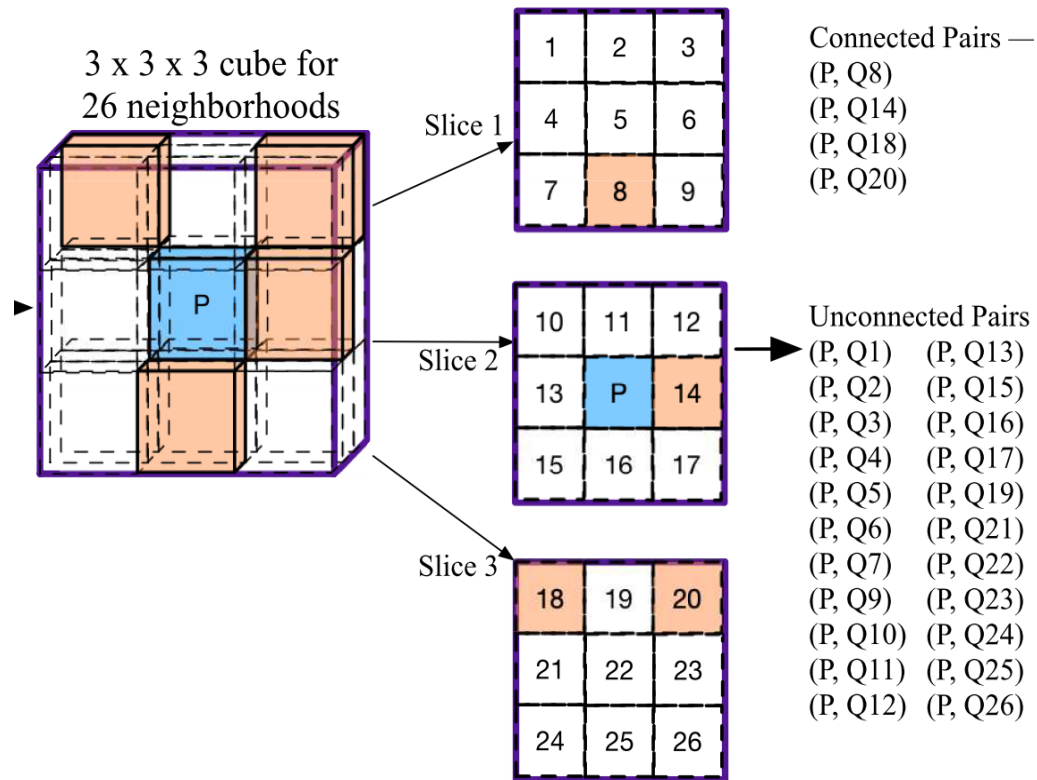 3 x 3 x 3 cube for
26 neighborhoods
P
Slice 1
1 2 3
4 5 6
7 8 9
Slice 2
10 11 12
13 P 14
15 16 17
Slice 3
18 19 20
21 22 23
24 25 26
Connected Pairs —
(P, Q8)
(P, Q14)
(P, Q18)
(P, Q20)
Unconnected Pairs
(P, Q1) (P, Q13)
(P, Q2) (P, Q15)
(P, Q3) (P, Q16)
(P, Q4) (P, Q17)
(P, Q5) (P, Q19)
(P, Q6) (P, Q21)
(P, Q7) (P, Q22)
(P, Q9) (P, Q23)
(P, Q10) (P, Q24)
(P, Q11) (P, Q25)
(P, Q12) (P, Q26)